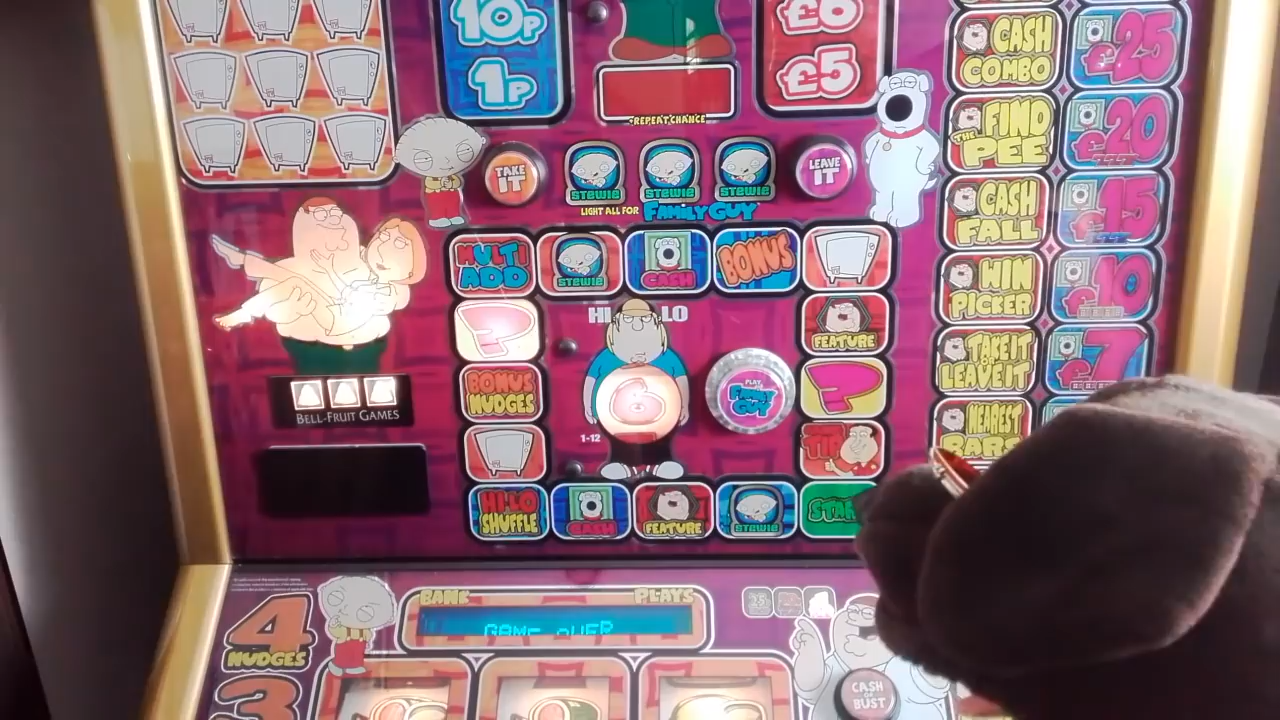 10P
1P
£6
£5
REPEAT CHANCE
TAKE IT
STEWIE
STEWIE
STEWIE
LEAVE IT
LIGHT ALL FOR FAMILY GUY
MULTI ADD
STEWIE
CASH
BONUS
?
HI LO
FEATURE
BONUS NUDGES
6
PLAY FAMILY GUY
?
1-12
TIP
HI-LO SHUFFLE
CASH
FEATURE
STEWIE
BELL-FRUIT GAMES
CASH COMBO
£25
FIND THE PEE
£20
CASH FALL
£15
WIN PICKER
£10
TAKE IT OR LEAVE IT
£7
NEAREST BARS
BANK
PLAYS
GAME OVER
4 NUDGES
3
CASH OR BUST